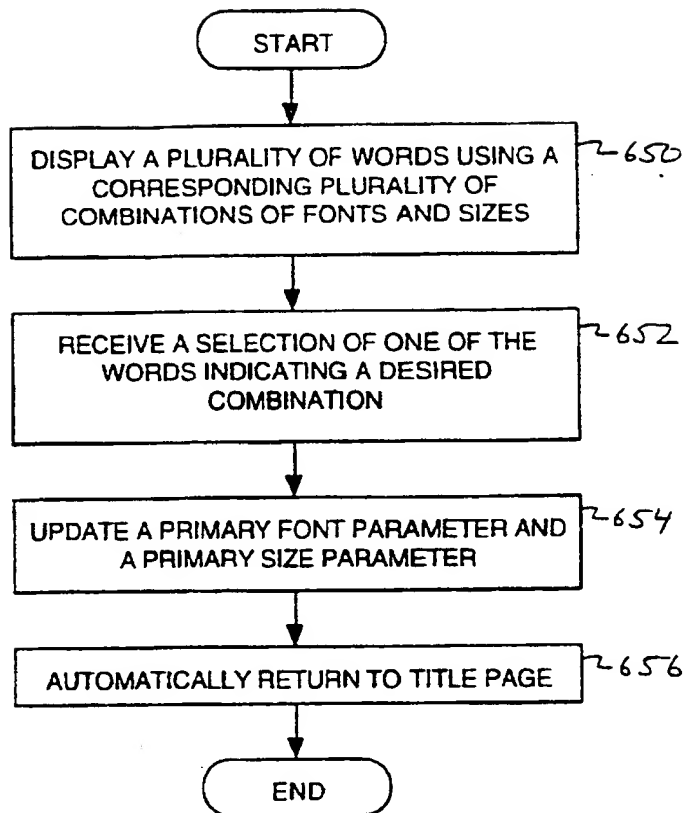 START
DISPLAY A PLURALITY OF WORDS USING A
650
CORRESPONDING PLURALITY OF
COMBINATIONS OF FONTS AND SIZES
RECEIVE A SELECTION OF ONE OF THE
652
WORDS INDICATING A DESIRED
COMBINATION
UPDATE A PRIMARY FONT PARAMETER AND
654
A PRIMARY SIZE PARAMETER
AUTOMATICALLY RETURN TO TITLE PAGE
656
END